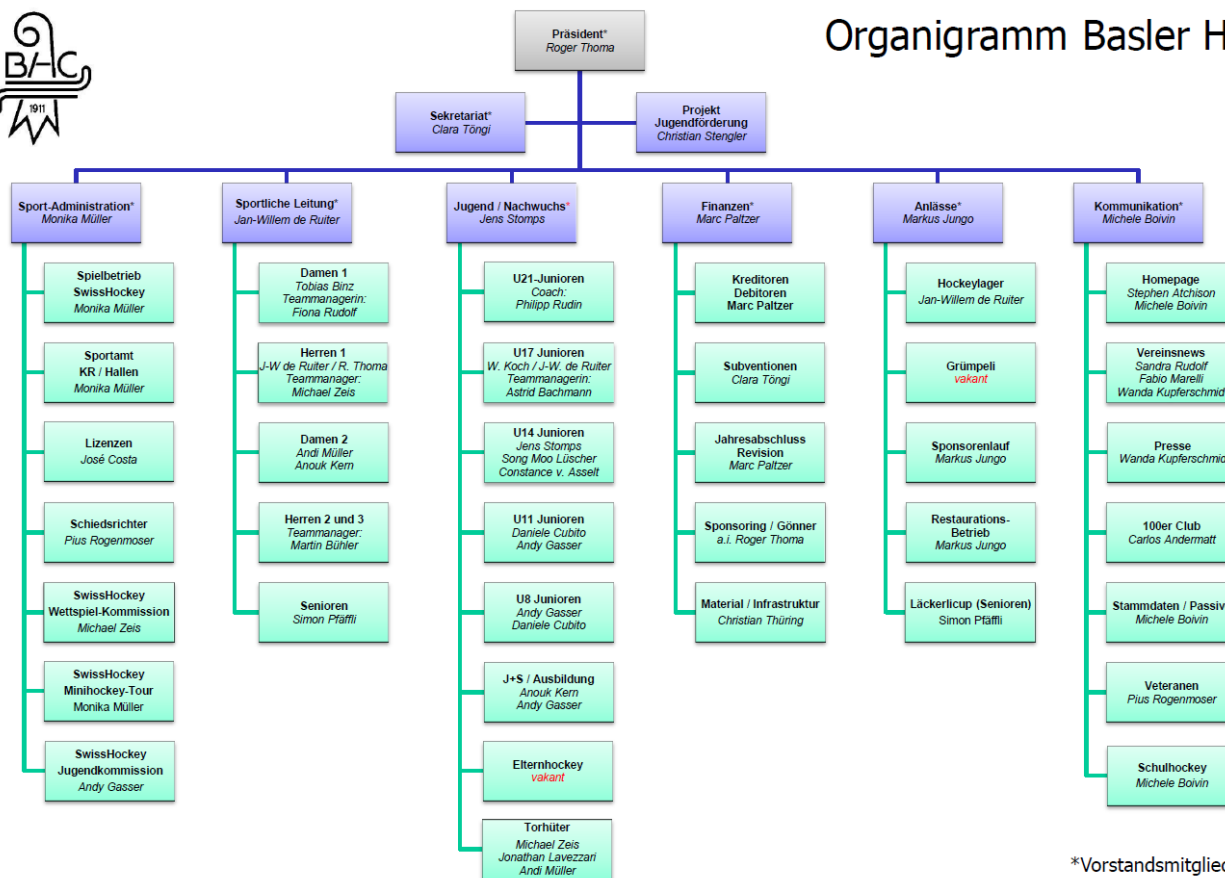 BAC
1911
Organigramm Basler H
Präsident*
Roger Thoma
Sekretariat*
Clara Töngi
Projekt
Jugendförderung
Christian Stengler
Sport-Administration*
Monika Müller
Spielbetrieb
SwissHockey
Monika Müller
Sportamt
KR / Hallen
Monika Müller
Lizenzen
José Costa
Schiedsrichter
Pius Rogenmoser
SwissHockey
Wettspiel-Kommission
Michael Zeis
SwissHockey
Minihockey-Tour
Monika Müller
SwissHockey
Jugendkommission
Andy Gasser
Sportliche Leitung*
Jan-Willem de Ruiter
Damen 1
Tobias Binz
Teammanagerin:
Fiona Rudolf
Herren 1
J-W de Ruiter / R. Thoma
Teammanager:
Michael Zeis
Damen 2
Andi Müller
Anouk Kern
Herren 2 und 3
Teammanager:
Martin Bühler
Senioren
Simon Pfäffli
Jugend / Nachwuchs*
Jens Stomps
U21-Junioren
Coach:
Philipp Rudin
U17 Junioren
W. Koch / J.-W. de Ruiter
Teammanagerin:
Astrid Bachmann
U14 Junioren
Jens Stomps
Song Moo Lüscher
Constance v. Asselt
U11 Junioren
Daniele Cubito
Andy Gasser
U8 Junioren
Andy Gasser
Daniele Cubito
J+S / Ausbildung
Anouk Kern
Andy Gasser
Elternhockey
vakant
Torhüter
Michael Zeis
Jonathan Lavezzari
Andi Müller
Finanzen*
Marc Paltzer
Kreditoren
Debitoren
Marc Paltzer
Subventionen
Clara Töngi
Jahresabschluss
Revision
Marc Paltzer
Sponsoring / Gönner
a.i. Roger Thoma
Material / Infrastruktur
Christian Thüring
Anlässe*
Markus Jungo
Hockeylager
Jan-Willem de Ruiter
Grümpeli
vakant
Sponsorenlauf
Markus Jungo
Restaurations-
Betrieb
Markus Jungo
Läckerlicup (Senioren)
Simon Pfäffli
Kommunikation*
Michele Boivin
Homepage
Stephen Atchison
Michele Boivin
Vereinsnews
Sandra Rudolf
Fabio Marelli
Wanda Kupferschmid
Presse
Wanda Kupferschmid
100er Club
Carlos Andermatt
Stammdaten / Passiv
Michele Boivin
Veteranen
Pius Rogenmoser
Schulhockey
Michele Boivin
*Vorstandsmitglied